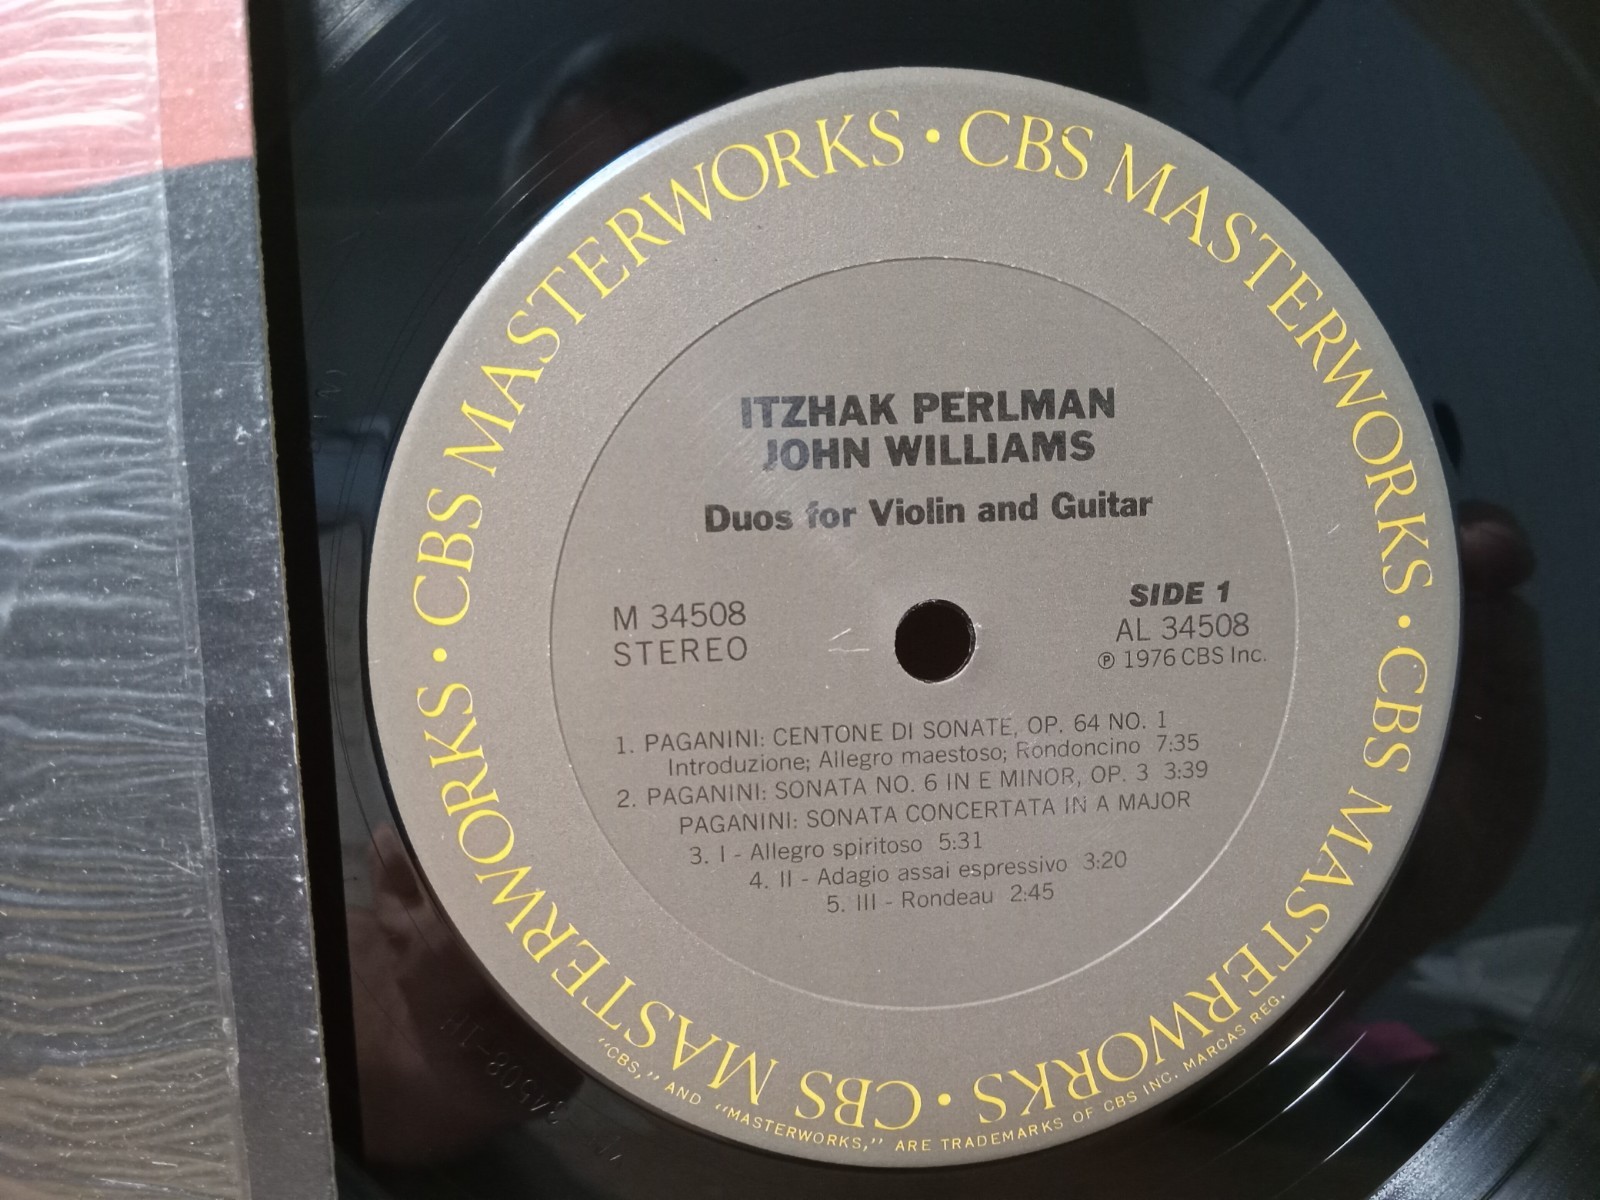 CBS MASTERWORKS · CBS MASTERWORKS · CBS MASTERWORKS · CBS MASTERWORKS ·
ITZHAK PERLMAN
JOHN WILLIAMS
Duos for Violin and Guitar
M 34508
STEREO
SIDE 1
AL 34508
℗ 1976 CBS Inc.
1. PAGANINI: CENTONE DI SONATE, OP. 64 NO. 1
Introduzione; Allegro maestoso; Rondoncino 7:35
2. PAGANINI: SONATA NO. 6 IN E MINOR, OP. 3 3:39
PAGANINI: SONATA CONCERTATA IN A MAJOR
3. I - Allegro spiritoso 5:31
4. II - Adagio assai espressivo 3:20
5. III - Rondeau 2:45
"CBS," AND "MASTERWORKS," ARE TRADEMARKS OF CBS INC. MARCAS REG.